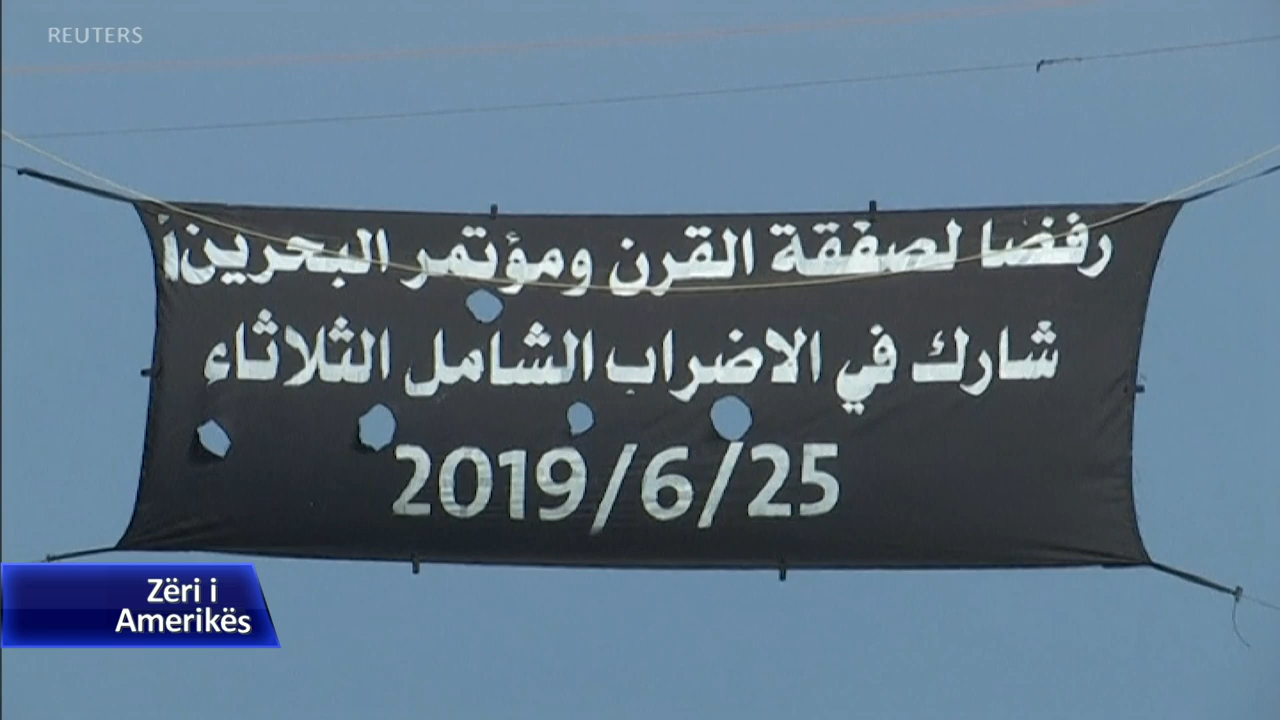 REUTERS
رفضا لصفقة القرن ومؤتمر البحرين!
شارك في الاضراب الشامل الثلاثاء
2019/6/25
Zëri i
Amerikës